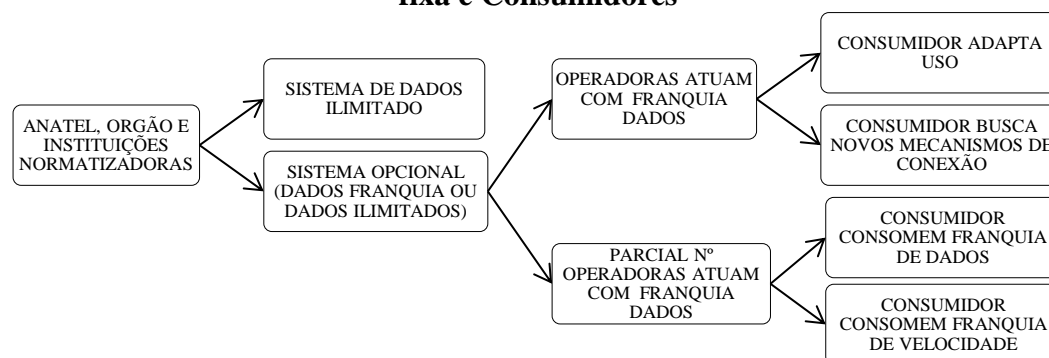 fixa e Consumidores
ANATEL, ORGÃO E
INSTITUIÇÕES
NORMATIZADORAS
SISTEMA DE DADOS
ILIMITADO
SISTEMA OPCIONAL
(DADOS FRANQUIA OU
DADOS ILIMITADOS)
OPERADORAS ATUAM
COM FRANQUIA
DADOS
PARCIAL Nº
OPERADORAS ATUAM
COM FRANQUIA
DADOS
CONSUMIDOR ADAPTA
USO
CONSUMIDOR BUSCA
NOVOS MECANISMOS DE
CONEXÃO
CONSUMIDOR
CONSOMEM FRANQUIA
DE DADOS
CONSUMIDOR
CONSOMEM FRANQUIA
DE VELOCIDADE